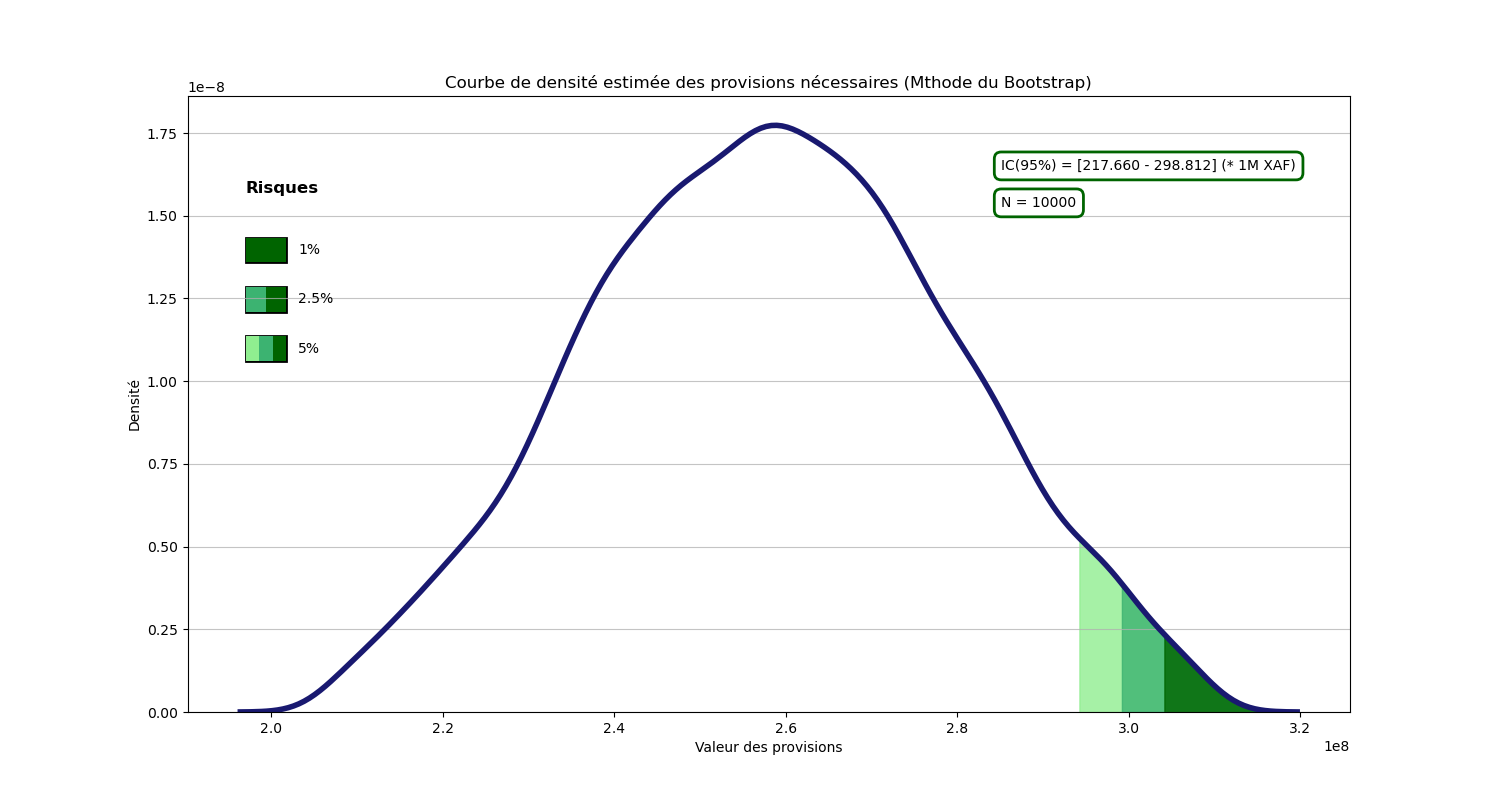 Courbe de densité estimée des provisions nécessaires (Mthode du Bootstrap)
1e−8
1.75
1.50
1.25
1.00
0.75
0.50
0.25
0.00
Densité
Risques
1%
2.5%
5%
IC(95%) = [217.660 - 298.812] (* 1M XAF)
N = 10000
2.0
2.2
2.4
2.6
2.8
3.0
3.2
1e8
Valeur des provisions